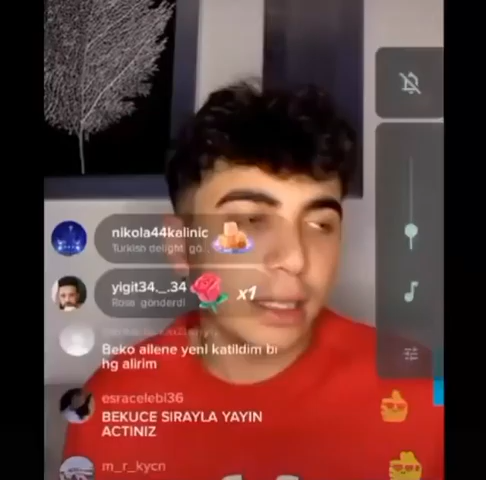 nikola44kalinic
Turkish delight gö...
yigit34._.34
Rose gönderdi
x1
Beko ailene yeni katildim bi
hg alirim
esracelebi36
BEKUCE SIRAYLA YAYIN
ACTINIZ
m_r_kycn